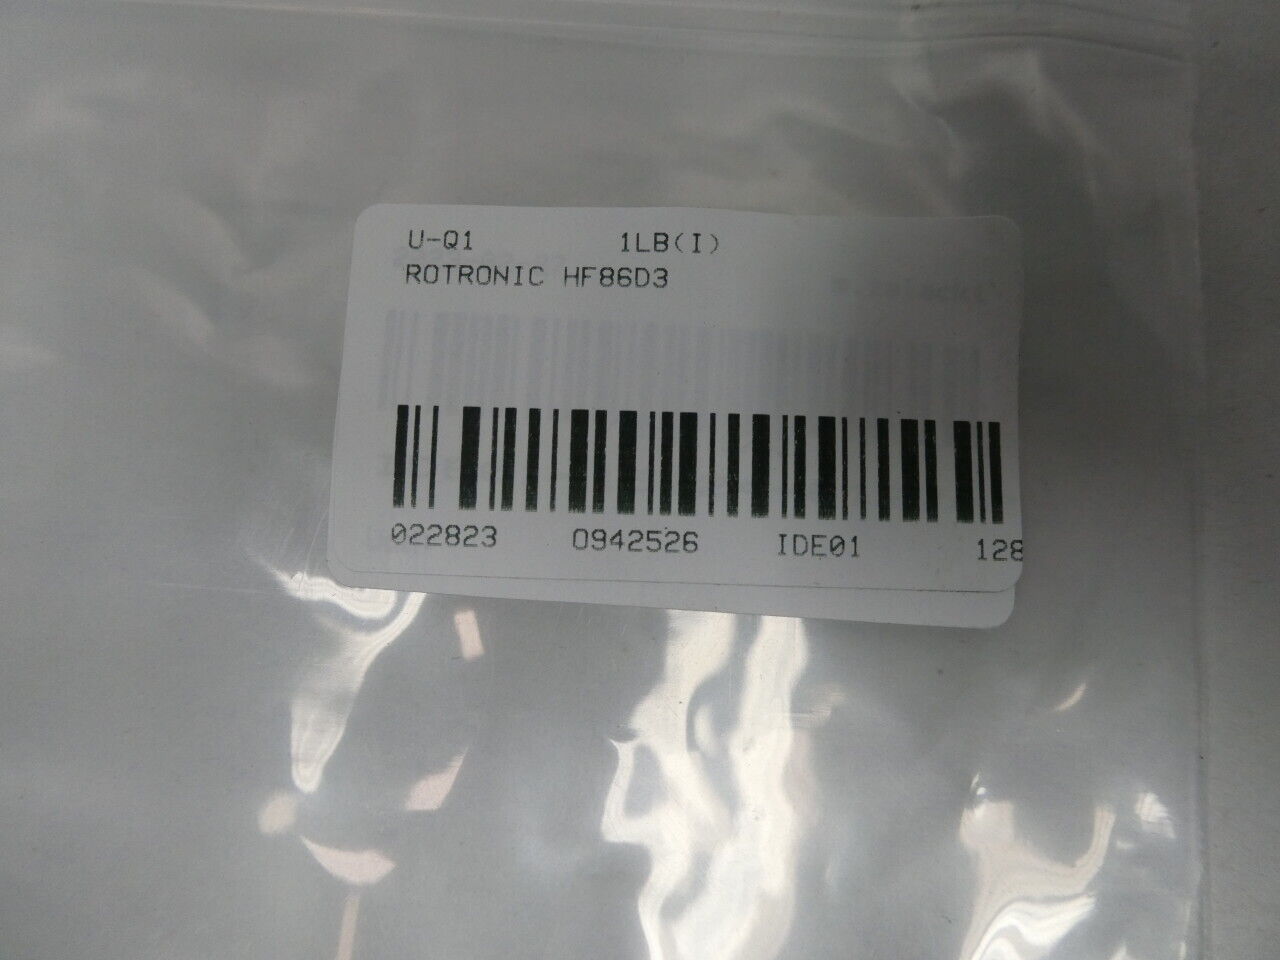 U-Q1 1LB(I)
ROTRONIC HF86D3
022823 0942526 IDE01 128